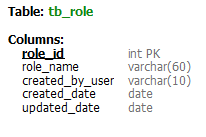 Table: tb_role
Columns:
role_id int PK
role_name varchar(60)
created_by_user varchar(10)
created_date date
updated_date date